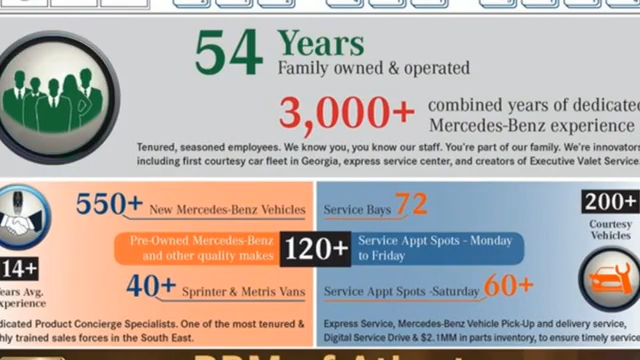 54 Years
Family owned & operated
3,000+ combined years of dedicated
Mercedes-Benz experience
Tenured, seasoned employees. We know you, you know our staff. You're part of our family. We're innovators
including first courtesy car fleet in Georgia, express service center, and creators of Executive Valet Service.
550+ New Mercedes-Benz Vehicles
Pre-Owned Mercedes-Benz
and other quality makes
120+
40+ Sprinter & Metris Vans
14+
Years Avg.
Experience
dicated Product Concierge Specialists. One of the most tenured &
hly trained sales forces in the South East.
Service Bays 72
Service Appt Spots - Monday
to Friday
Service Appt Spots -Saturday 60+
200+
Courtesy
Vehicles
Express Service, Mercedes-Benz Vehicle Pick-Up and delivery service,
Digital Service Drive & $2.1MM in parts inventory, to ensure timely service